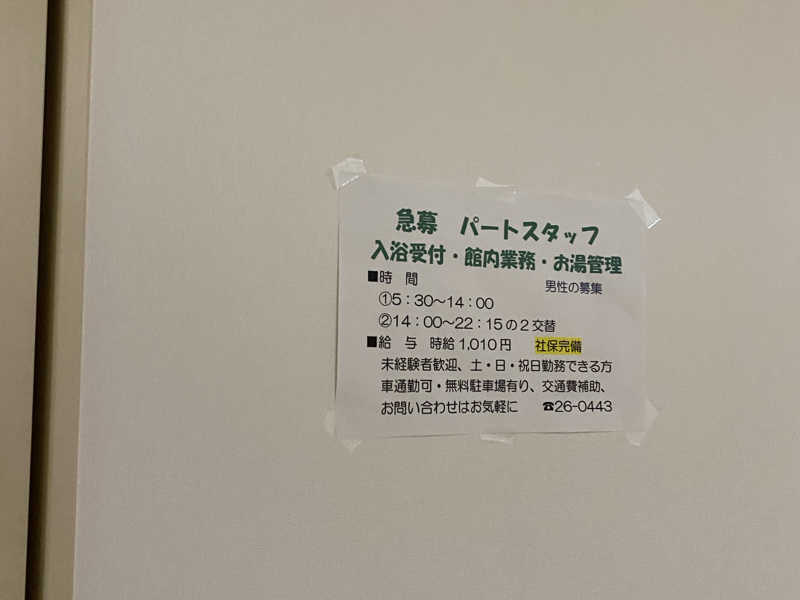 急募　パートスタッフ
入浴受付・館内業務・お湯管理
■時　間
男性の募集
①5：30～14：00
②14：00～22：15の2交替
■給　与　時給1,010円　社保完備
未経験者歓迎、土・日・祝日勤務できる方
車通勤可・無料駐車場有り、交通費補助、
お問い合わせはお気軽に　☎26-0443